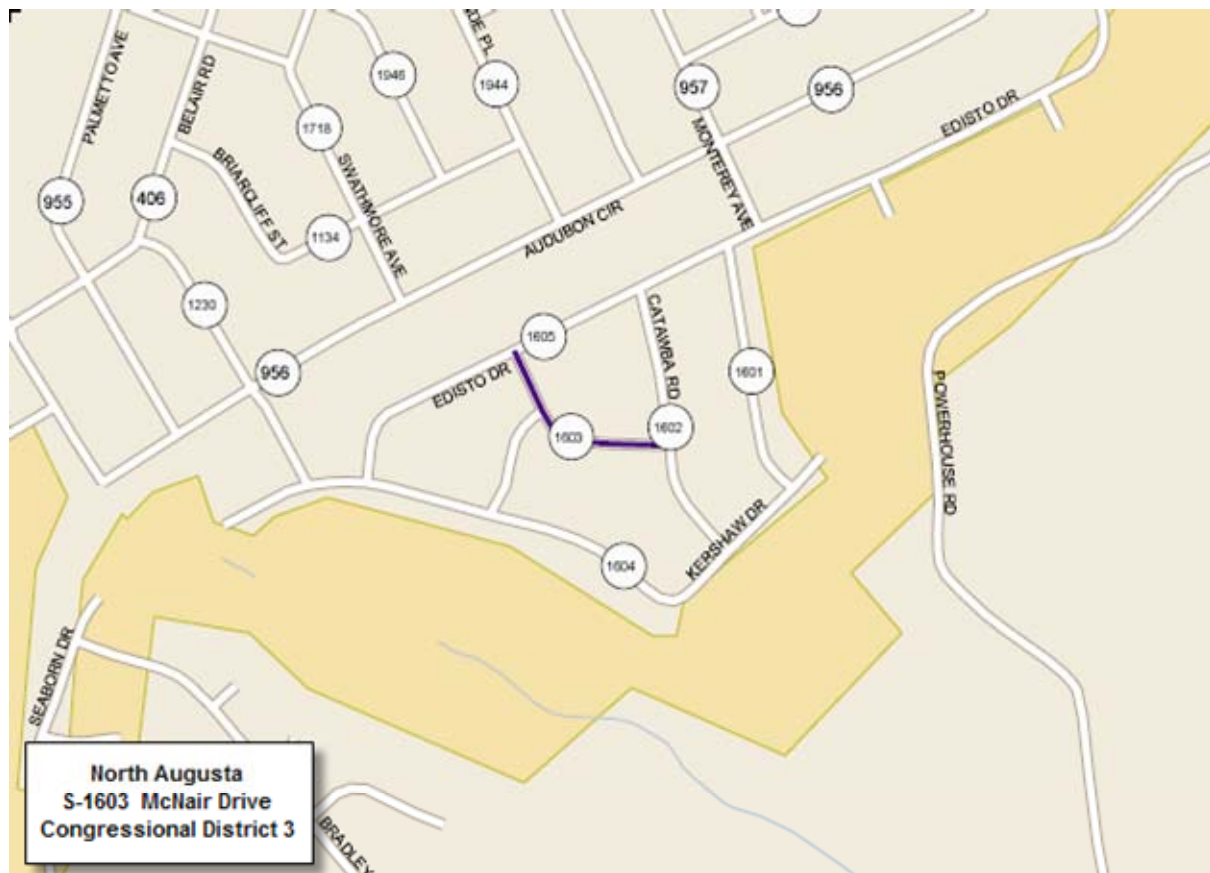 DE PL
1946
1944
957
956
PALMETTO AVE
BELAIR RD
1718
EDISTO DR
MONTEREY AVE
BRIARCLIFF ST
SWATHMORE AVE
955
406
1134
AUDUBON CIR
1230
CATAWBA RD
1605
956
EDISTO DR
1601
POWERHOUSE RD
1603
1602
KERSHAW DR
1604
SEABORN DR
North Augusta
S-1603 McNair Drive
Congressional District 3
BRADLEY